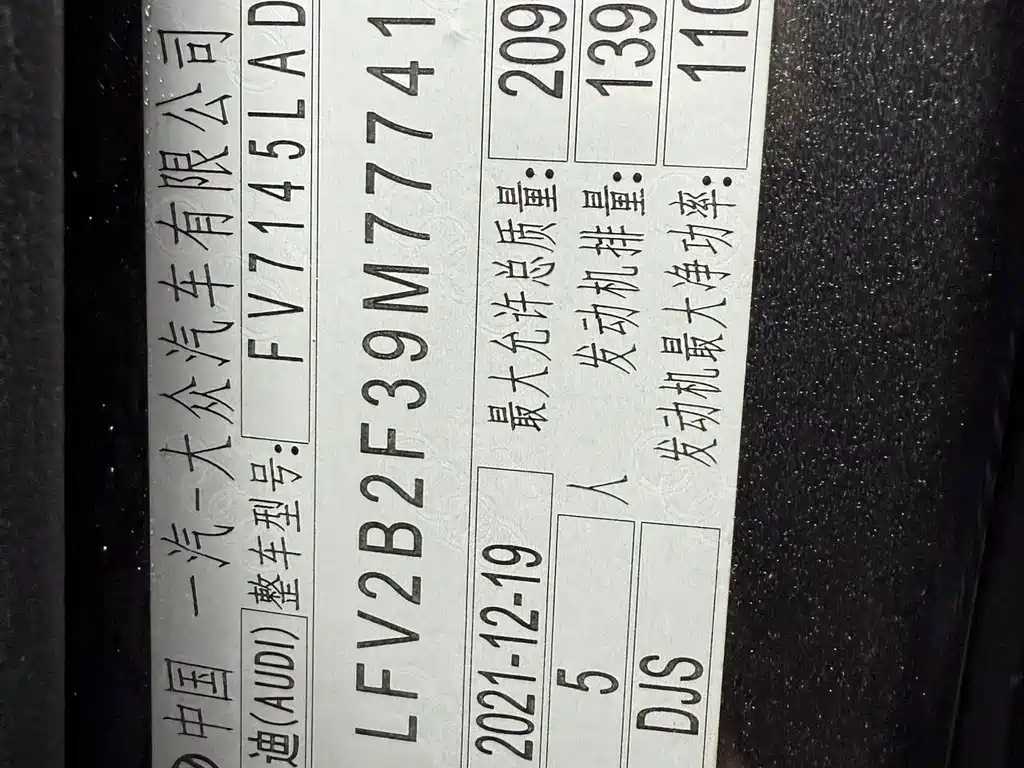 中国 一汽-大众汽车有限公司
迪(AUDI) 整车型号: FV7145LAD
LFV2B2F39M77741
2021-12-19 最大允许总质量: 209
5 人 发动机排量: 139
DJS 发动机最大净功率: 110